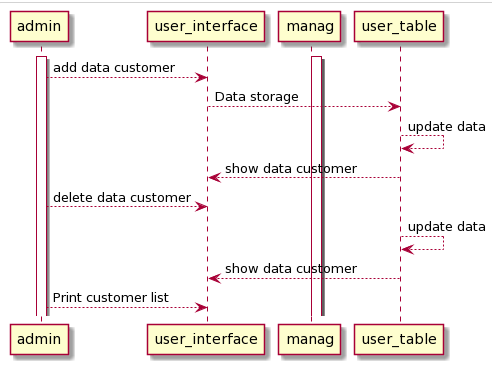 admin
user_interface
manag
user_table
add data customer
Data storage
update data
show data customer
delete data customer
update data
show data customer
Print customer list
admin
user_interface
manag
user_table